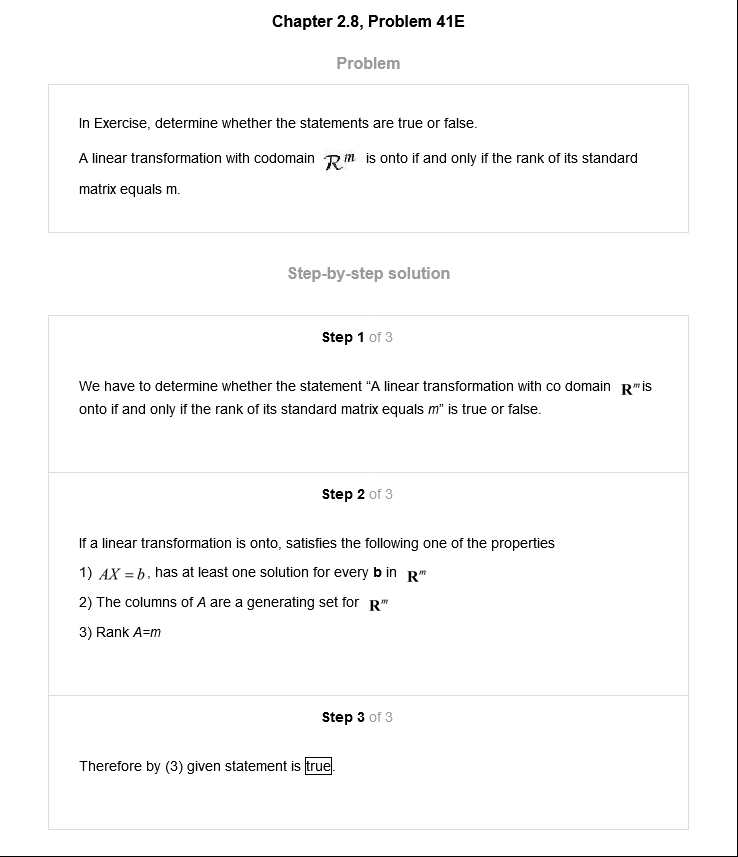 Chapter 2.8, Problem 41E
Problem
In Exercise, determine whether the statements are true or false.
A linear transformation with codomain 𝓡ᵐ is onto if and only if the rank of its standard
matrix equals m.
Step-by-step solution
Step 1 of 3
We have to determine whether the statement “A linear transformation with co domain Rᵐ is
onto if and only if the rank of its standard matrix equals m” is true or false.
Step 2 of 3
If a linear transformation is onto, satisfies the following one of the properties
1) AX = b, has at least one solution for every b in Rᵐ
2) The columns of A are a generating set for Rᵐ
3) Rank A=m
Step 3 of 3
Therefore by (3) given statement is true.